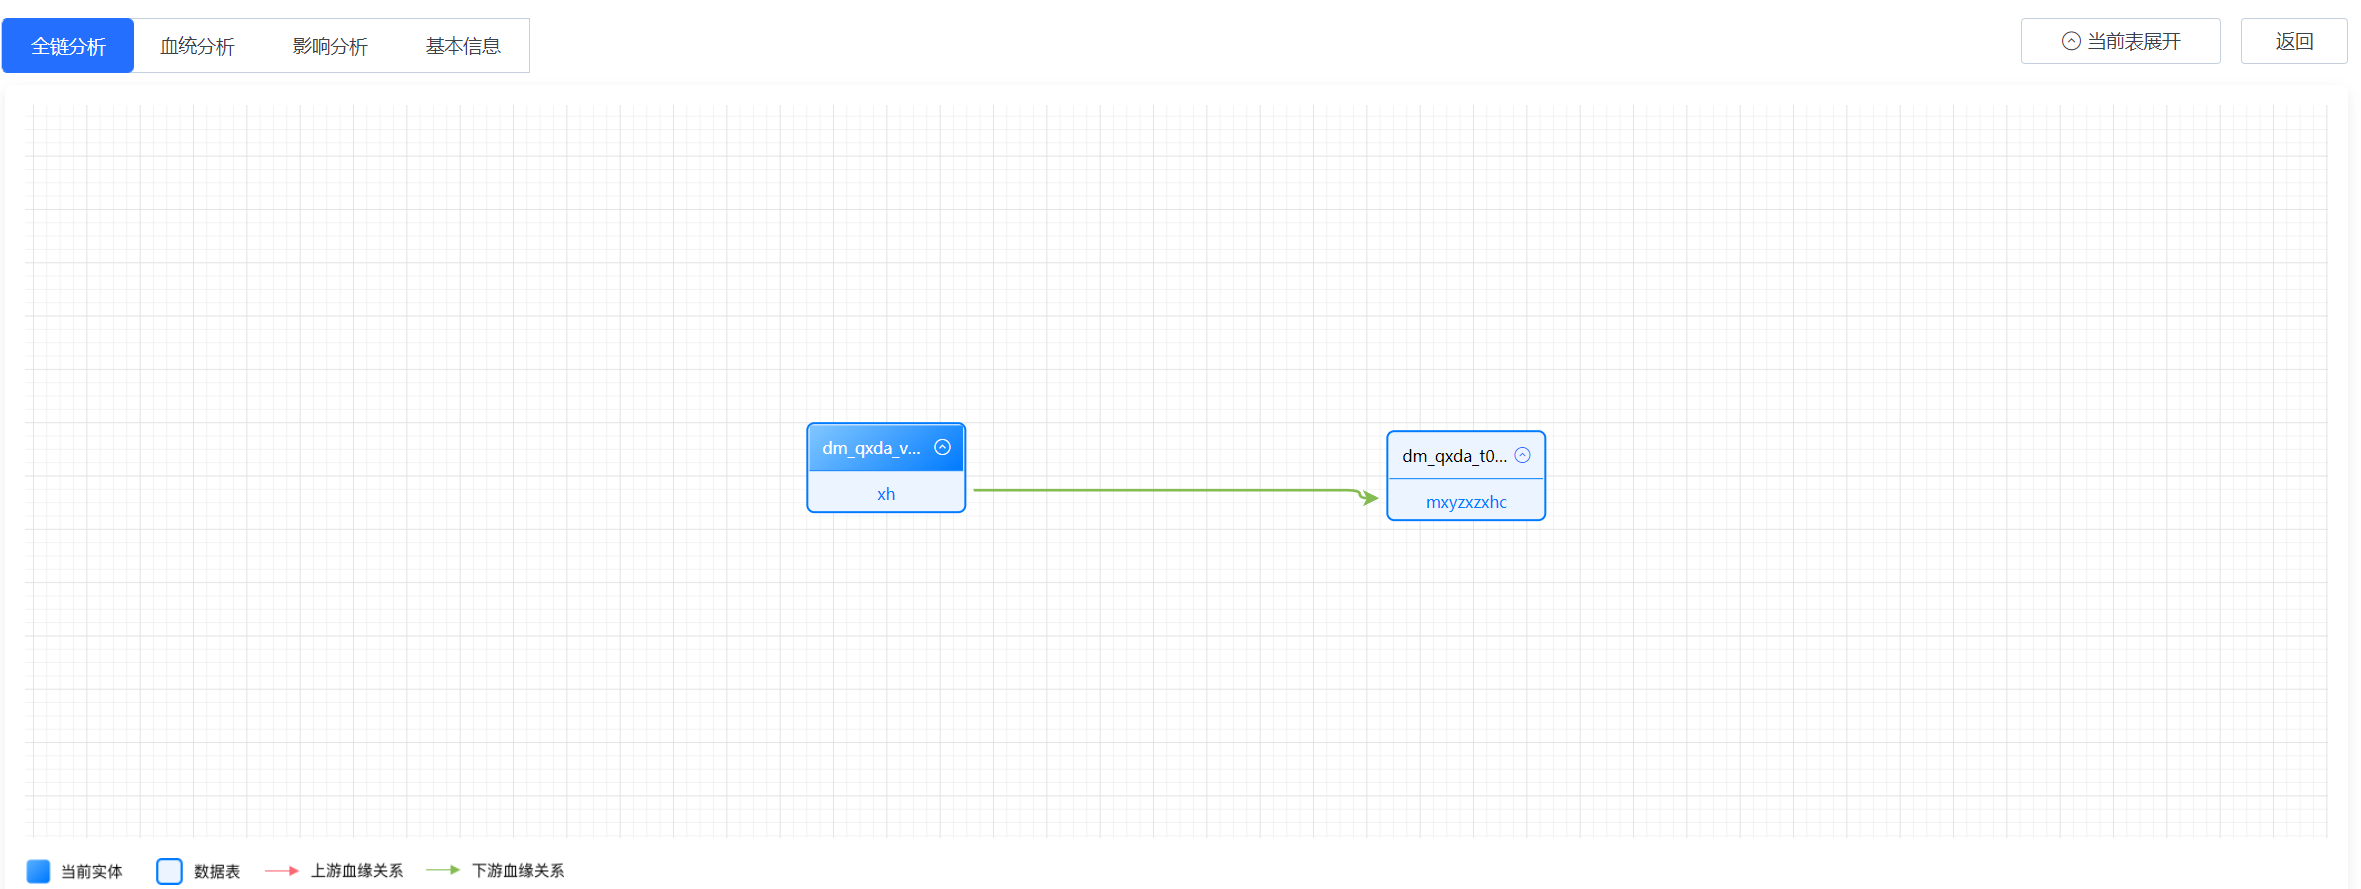 全链分析 血统分析 影响分析 基本信息 当前表展开 返回
dm_qxda_v...
xh
dm_qxda_t0...
mxyzxzxhc
当前实体 数据表 上游血缘关系 下游血缘关系